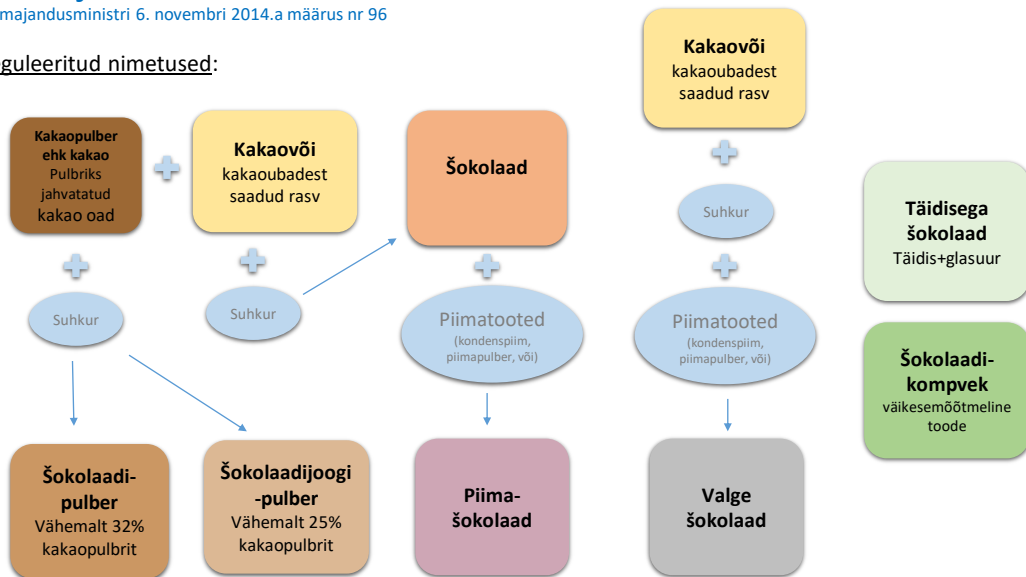 majandusministri 6. novembri 2014.a määrus nr 96
guleeritud nimetused:
Kakaopulber
ehk kakao
Pulbriks
jahvatatud
kakao oad
Kakaovõi
kakaoubadest
saadud rasv
Šokolaad
Kakaovõi
kakaoubadest
saadud rasv
Suhkur
Täidisega
šokolaad
Täidis+glasuur
Suhkur
Suhkur
Piimatooted
(kondenspiim,
piimapulber, või)
Piimatooted
(kondenspiim,
piimapulber, või)
Šokolaadi-
kompvek
väikesemõõtmeline
toode
Šokolaadi-
pulber
Vähemalt 32%
kakaopulbrit
Šokolaadijoogi
-pulber
Vähemalt 25%
kakaopulbrit
Piima-
šokolaad
Valge
šokolaad